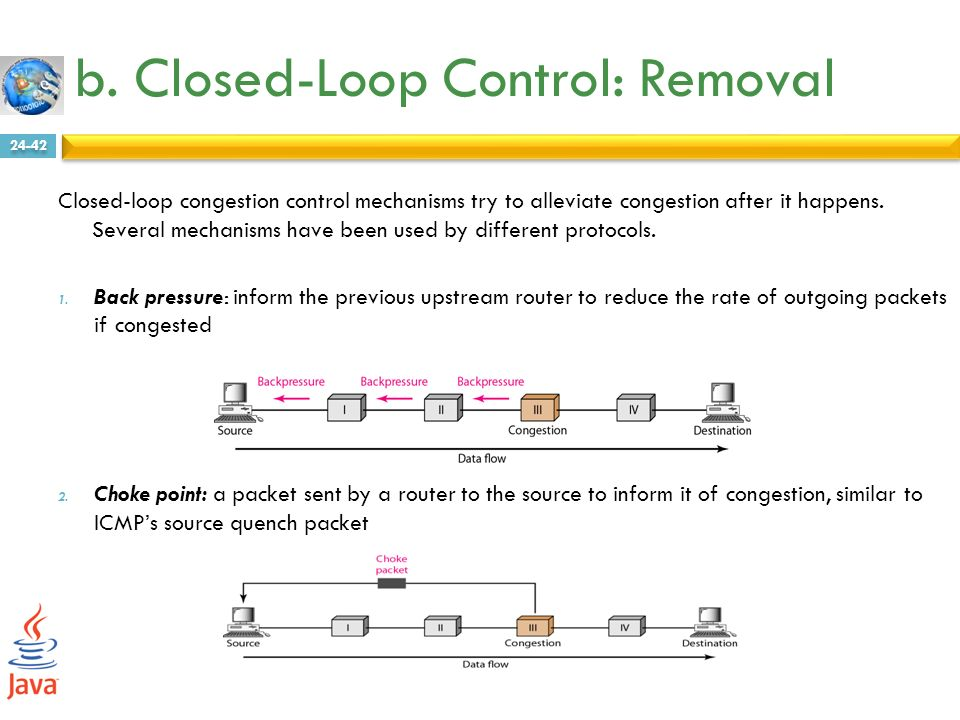 b. Closed-Loop Control: Removal
24-42
Closed-loop congestion control mechanisms try to alleviate congestion after it happens.
Several mechanisms have been used by different protocols.
1. Back pressure: inform the previous upstream router to reduce the rate of outgoing packets
if congested
Backpressure Backpressure Backpressure
I II III IV
Source Congestion Destination
Data flow
2. Choke point: a packet sent by a router to the source to inform it of congestion, similar to
ICMP's source quench packet
Choke
packet
I II III IV
Source Congestion Destination
Data flow
Java